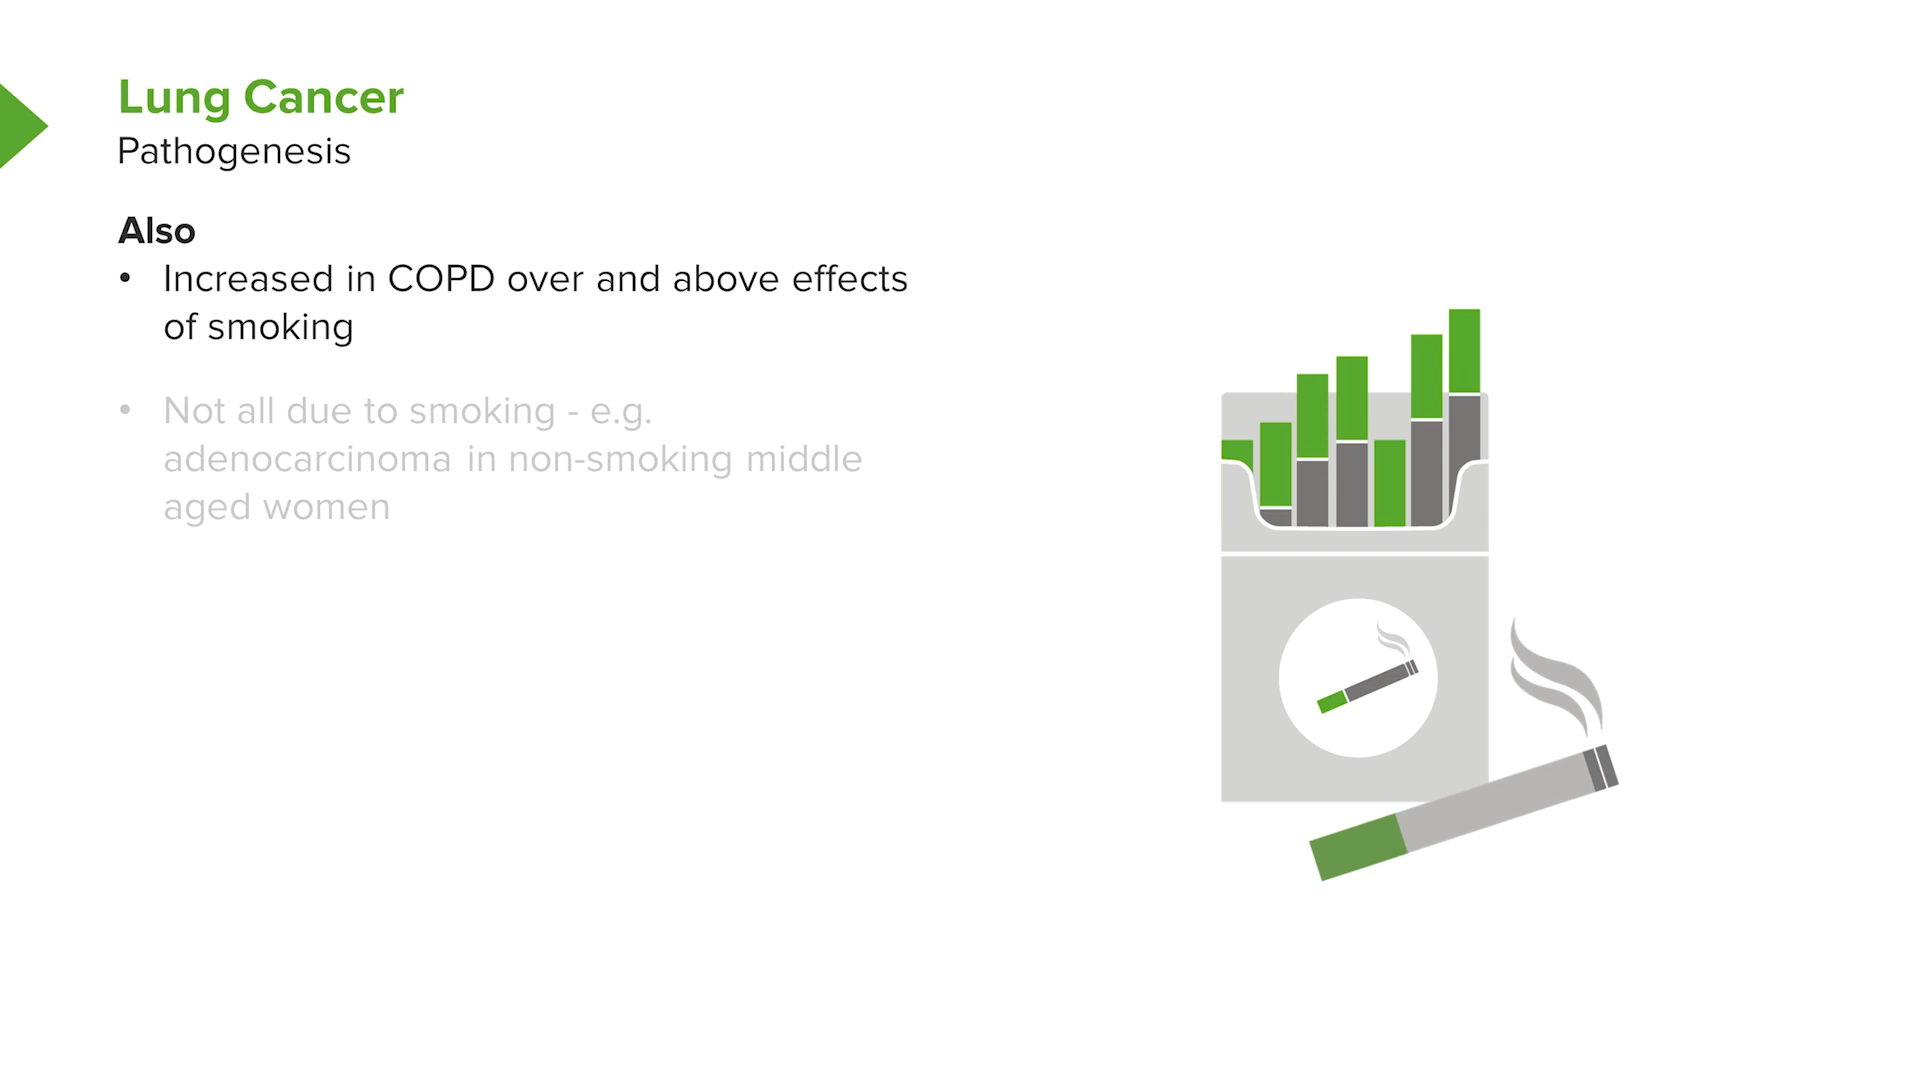 Lung Cancer
Pathogenesis
Also
• Increased in COPD over and above effects
of smoking
• Not all due to smoking - e.g.
adenocarcinoma in non-smoking middle
aged women